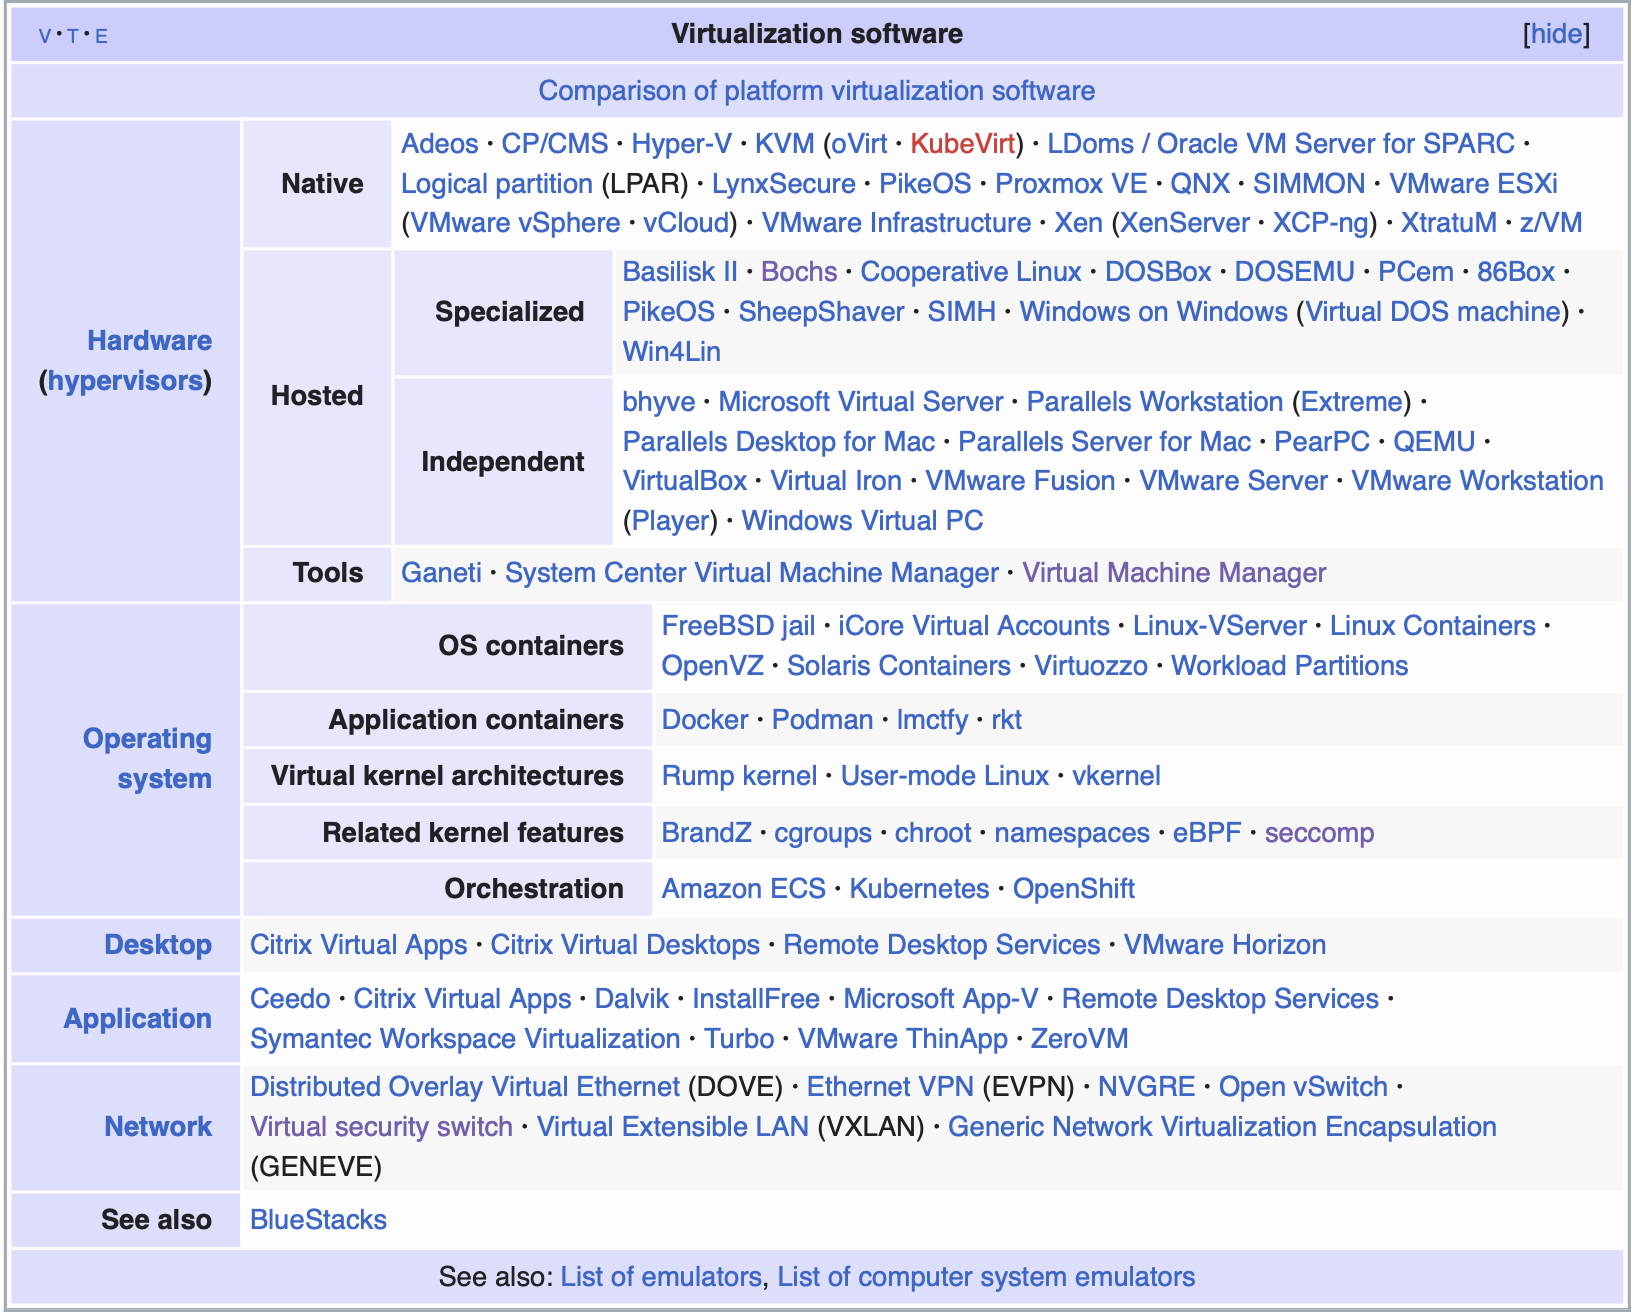 V · T · E Virtualization software [hide]
Comparison of platform virtualization software
Hardware (hypervisors)
Native
Adeos · CP/CMS · Hyper-V · KVM (oVirt · KubeVirt) · LDoms / Oracle VM Server for SPARC ·
Logical partition (LPAR) · LynxSecure · PikeOS · Proxmox VE · QNX · SIMMON · VMware ESXi
(VMware vSphere · vCloud) · VMware Infrastructure · Xen (XenServer · XCP-ng) · XtratuM · z/VM
Hosted
Specialized
Basilisk II · Bochs · Cooperative Linux · DOSBox · DOSEMU · PCem · 86Box ·
PikeOS · SheepShaver · SIMH · Windows on Windows (Virtual DOS machine) ·
Win4Lin
Independent
bhyve · Microsoft Virtual Server · Parallels Workstation (Extreme) ·
Parallels Desktop for Mac · Parallels Server for Mac · PearPC · QEMU ·
VirtualBox · Virtual Iron · VMware Fusion · VMware Server · VMware Workstation
(Player) · Windows Virtual PC
Tools
Ganeti · System Center Virtual Machine Manager · Virtual Machine Manager
Operating
system
OS containers
FreeBSD jail · iCore Virtual Accounts · Linux-VServer · Linux Containers ·
OpenVZ · Solaris Containers · Virtuozzo · Workload Partitions
Application containers
Docker · Podman · lmctfy · rkt
Virtual kernel architectures
Rump kernel · User-mode Linux · vkernel
Related kernel features
BrandZ · cgroups · chroot · namespaces · eBPF · seccomp
Orchestration
Amazon ECS · Kubernetes · OpenShift
Desktop
Citrix Virtual Apps · Citrix Virtual Desktops · Remote Desktop Services · VMware Horizon
Application
Ceedo · Citrix Virtual Apps · Dalvik · InstallFree · Microsoft App-V · Remote Desktop Services ·
Symantec Workspace Virtualization · Turbo · VMware ThinApp · ZeroVM
Network
Distributed Overlay Virtual Ethernet (DOVE) · Ethernet VPN (EVPN) · NVGRE · Open vSwitch ·
Virtual security switch · Virtual Extensible LAN (VXLAN) · Generic Network Virtualization Encapsulation
(GENEVE)
See also
BlueStacks
See also: List of emulators, List of computer system emulators